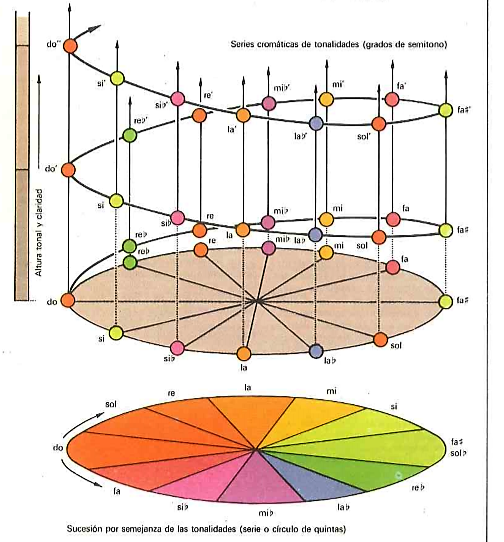 do''
Series cromáticas de tonalidades (grados de semitono)
si'
si♭'
re'
mi♭'
mi'
fa'
fa♯'
re♭'
la'
la♭'
sol'
do'
Altura tonal y claridad
si
si♭
re
la
mi♭
la♭
mi
sol
fa
fa♯
re♭
re♭
re
mi♭
mi
fa
do
fa♯
si
si♭
la
la♭
sol
la
re
mi
sol
si
do
fa♯
sol♭
fa
re♭
si♭
la♭
mi♭
Sucesión por semejanza de las tonalidades (serie o círculo de quintas)